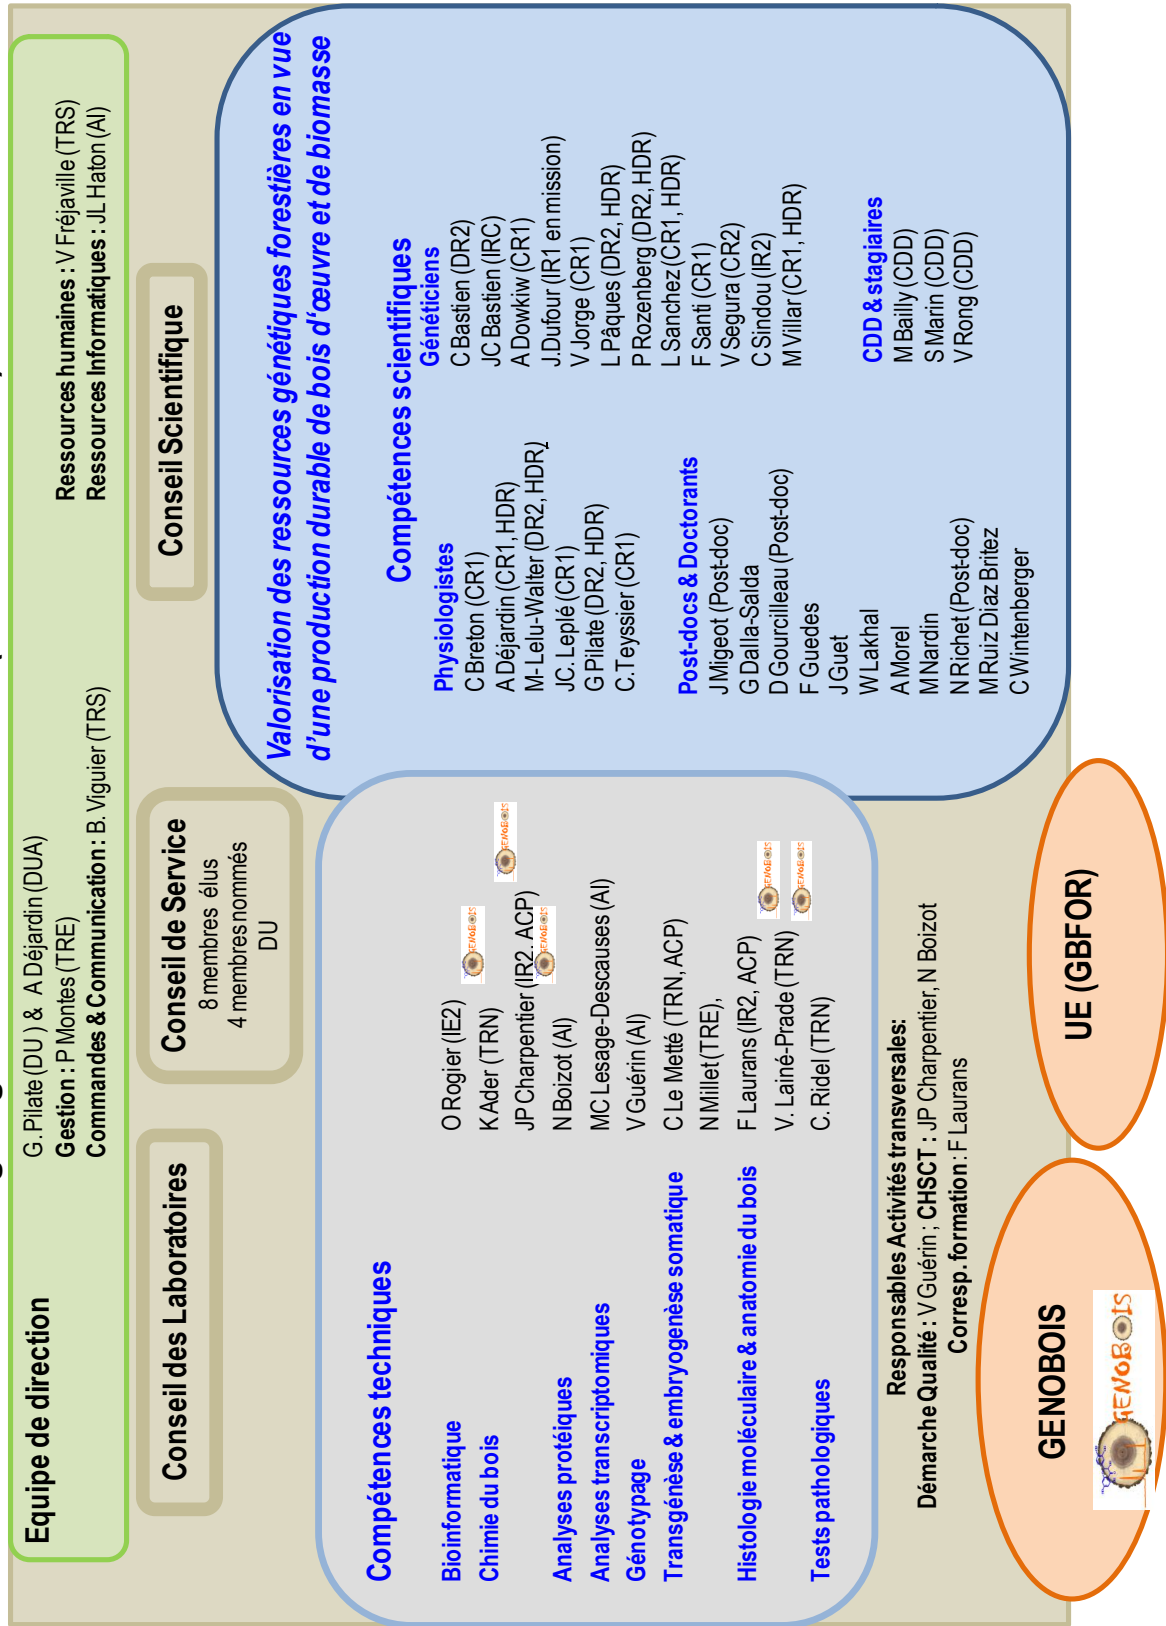 Equipe de direction
G. Pilate (DU ) & A Déjardin (DUA)
Gestion : P Montes (TRE)
Commandes & Communication : B. Viguier (TRS)
Ressources humaines : V Fréjaville (TRS)
Ressources Informatiques : JL Haton (AI)
Conseil des Laboratoires
Conseil de Service
8 membres élus
4 membres nommés
DU
Conseil Scientifique
Compétences techniques
Bioinformatique
O Rogier (IE2)
Chimie du bois
K Ader (TRN)
GENOBOIS
JP Charpentier (IR2. ACP)
GENOBOIS
Analyses protéiques
N Boizot (AI)
GENOBOIS
Analyses transcriptomiques
MC Lesage-Descauses (AI)
Génotypage
V Guérin (AI)
Transgénèse & embryogenèse somatique
C Le Metté (TRN, ACP)
N Millet (TRE),
Histologie moléculaire & anatomie du bois
F Laurans (IR2, ACP)
GENOBOIS
V. Lainé-Prade (TRN)
GENOBOIS
Tests pathologiques
C. Ridel (TRN)
Valorisation des ressources génétiques forestières en vue
d'une production durable de bois d'œuvre et de biomasse
Compétences scientifiques
Physiologistes
C Breton (CR1)
A Déjardin (CR1, HDR)
M- Lelu-Walter (DR2, HDR)
JC. Leplé (CR1)
G Pilate (DR2, HDR)
C. Teyssier (CR1)
Généticiens
C Bastien (DR2)
JC Bastien (IRC)
A Dowkiw (CR1)
J.Dufour (IR1 en mission)
V Jorge (CR1)
L Pâques (DR2, HDR)
P Rozenberg (DR2, HDR)
L Sanchez (CR1, HDR)
F Santi (CR1)
V Segura (CR2)
C Sindou (IR2)
M Villar (CR1, HDR)
Post-docs & Doctorants
J Migeot (Post-doc)
G Dalla-Salda
D Gourcilleau (Post-doc)
F Guedes
J Guet
W Lakhal
A Morel
M Nardin
N Richet (Post-doc)
M Ruiz Diaz Britez
C Wintenberger
CDD & stagiaires
M Bailly (CDD)
S Marin (CDD)
V Rong (CDD)
Responsables Activités transversales:
Démarche Qualité : V Guérin ; CHSCT : JP Charpentier, N Boizot
Corresp. formation : F Laurans
GENOBOIS
GENOBOIS
UE (GBFOR)